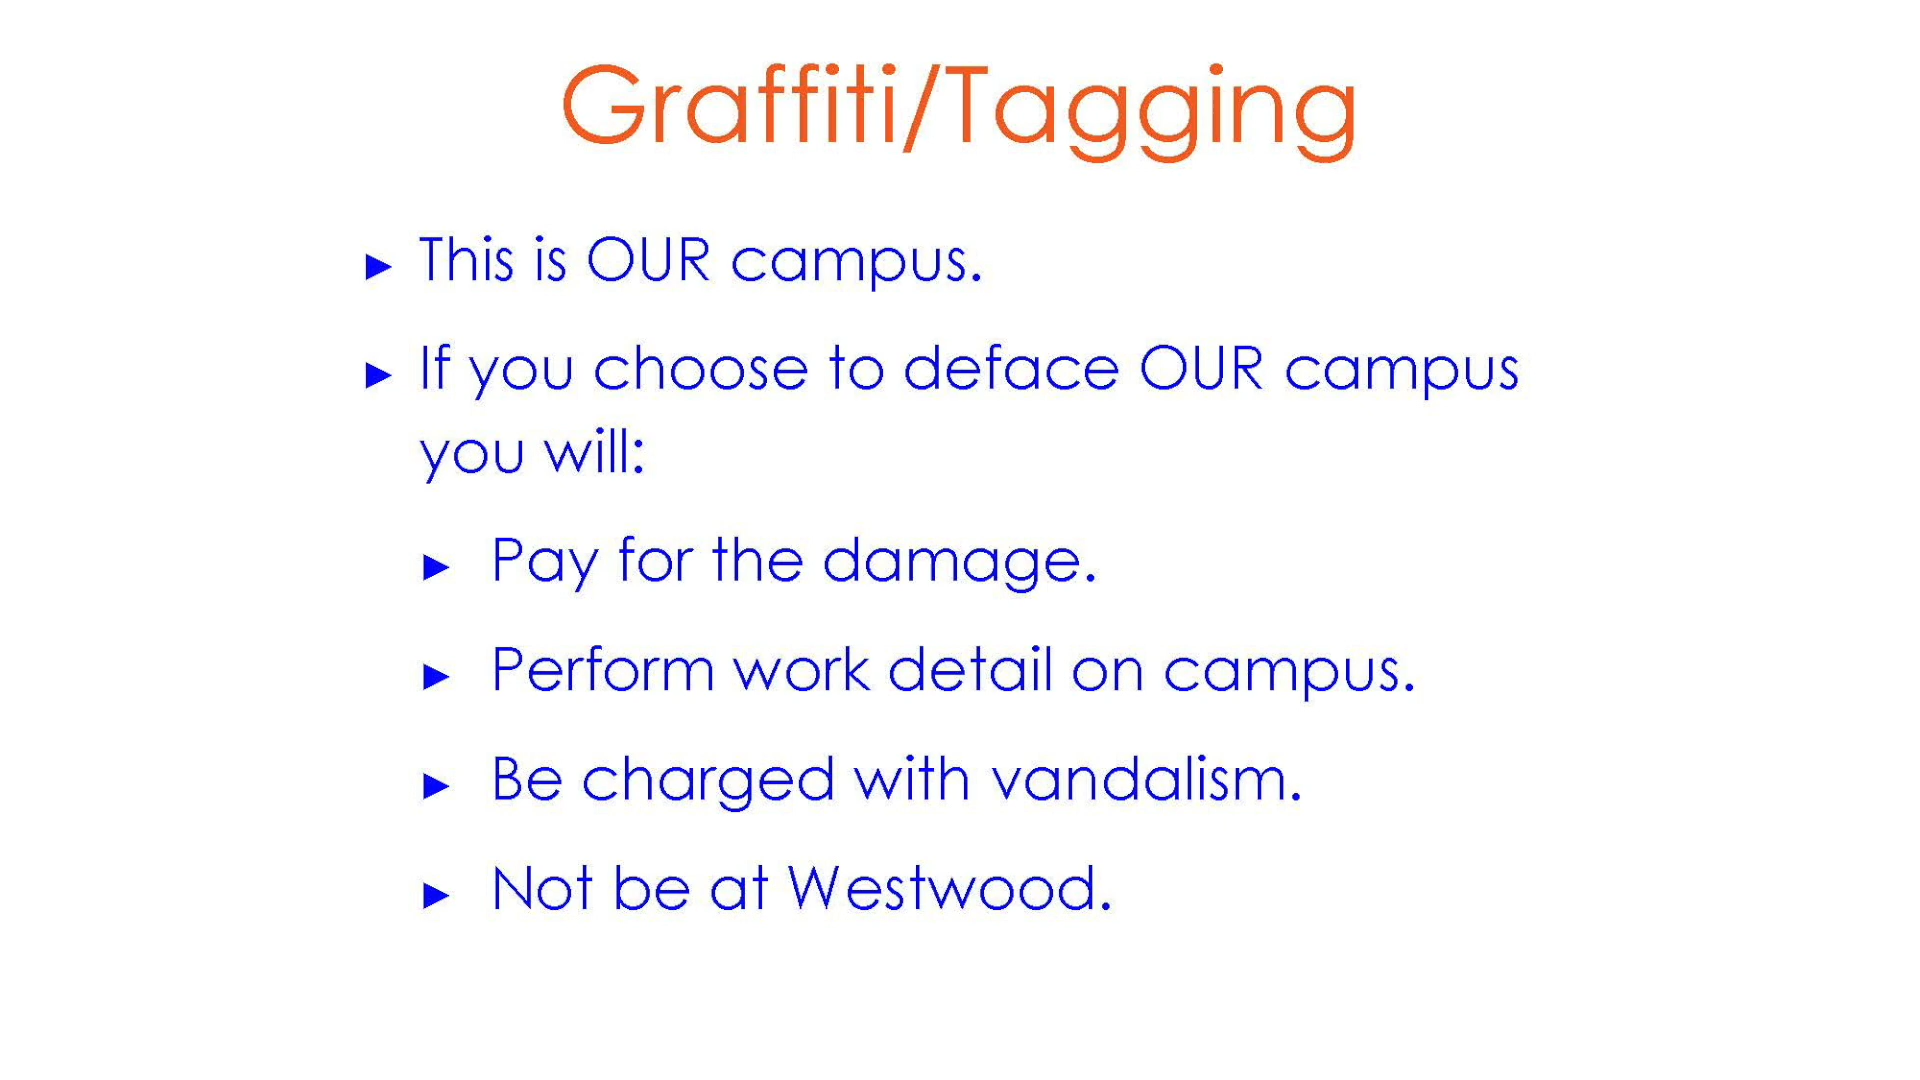 Graffiti/Tagging
► This is OUR campus.
► If you choose to deface OUR campus
you will:
► Pay for the damage.
► Perform work detail on campus.
► Be charged with vandalism.
► Not be at Westwood.